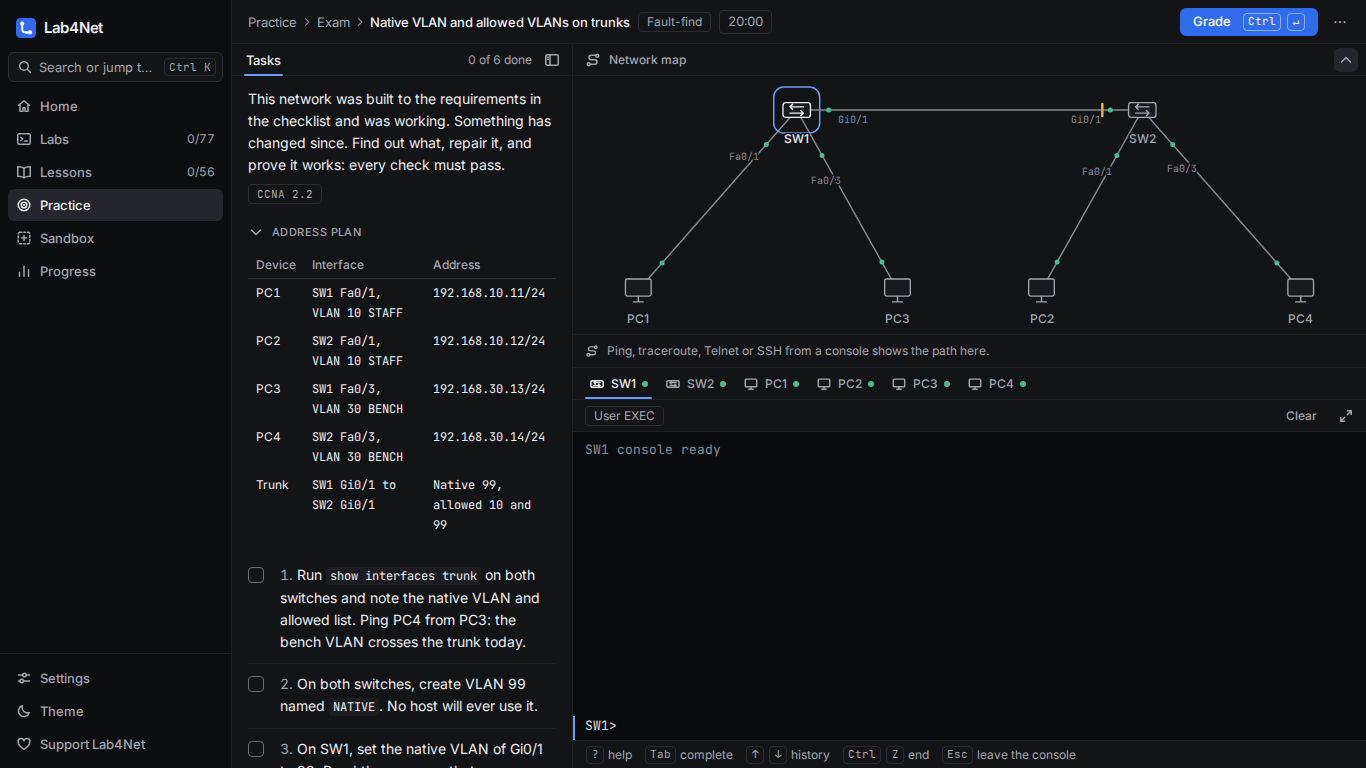 Lab4Net
Search or jump t... Ctrl K
Home
Labs 0/77
Lessons 0/56
Practice
Sandbox
Progress
Settings
Theme
Support Lab4Net
Practice > Exam > Native VLAN and allowed VLANs on trunks Fault-find 20:00
Grade Ctrl ↵ ...
Tasks 0 of 6 done
This network was built to the requirements in
the checklist and was working. Something has
changed since. Find out what, repair it, and
prove it works: every check must pass.
CCNA 2.2
ADDRESS PLAN
Device Interface Address
PC1 SW1 Fa0/1, 192.168.10.11/24
VLAN 10 STAFF
PC2 SW2 Fa0/1, 192.168.10.12/24
VLAN 10 STAFF
PC3 SW1 Fa0/3, 192.168.30.13/24
VLAN 30 BENCH
PC4 SW2 Fa0/3, 192.168.30.14/24
VLAN 30 BENCH
Trunk SW1 Gi0/1 to Native 99,
SW2 Gi0/1 allowed 10 and
99
1. Run show interfaces trunk on both
switches and note the native VLAN and
allowed list. Ping PC4 from PC3: the
bench VLAN crosses the trunk today.
2. On both switches, create VLAN 99
named NATIVE. No host will ever use it.
3. On SW1, set the native VLAN of Gi0/1
Network map
Gi0/1 Gi0/1
SW1 SW2
Fa0/1 Fa0/3 Fa0/1 Fa0/3
PC1 PC3 PC2 PC4
Ping, traceroute, Telnet or SSH from a console shows the path here.
SW1 SW2 PC1 PC2 PC3 PC4
User EXEC Clear
SW1 console ready
SW1>
? help Tab complete ↑ ↓ history Ctrl Z end Esc leave the console